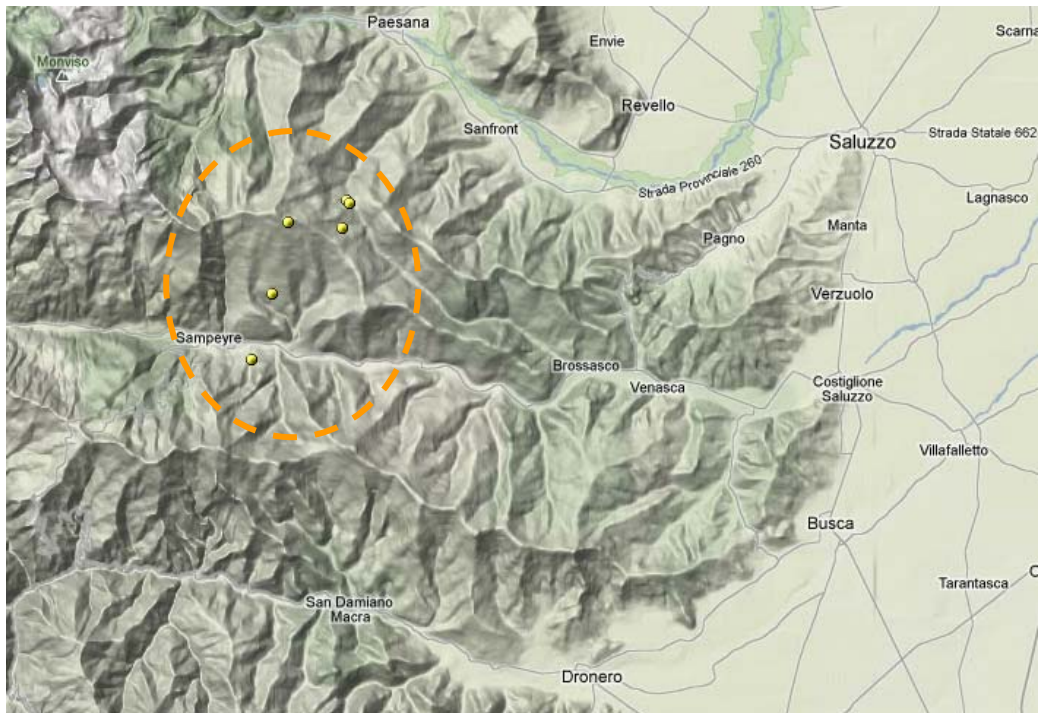 Paesana
Scarna
Envie
Monviso
Revello
Sanfront
Strada Statale 662
Saluzzo
Strada Provinciale 260
Lagnasco
Manta
Pagno
Verzuolo
Sampeyre
Brossasco
Venasca
Costiglione
Saluzzo
Villafalletto
Busca
Tarantasca
C
San Damiano
Macra
Dronero